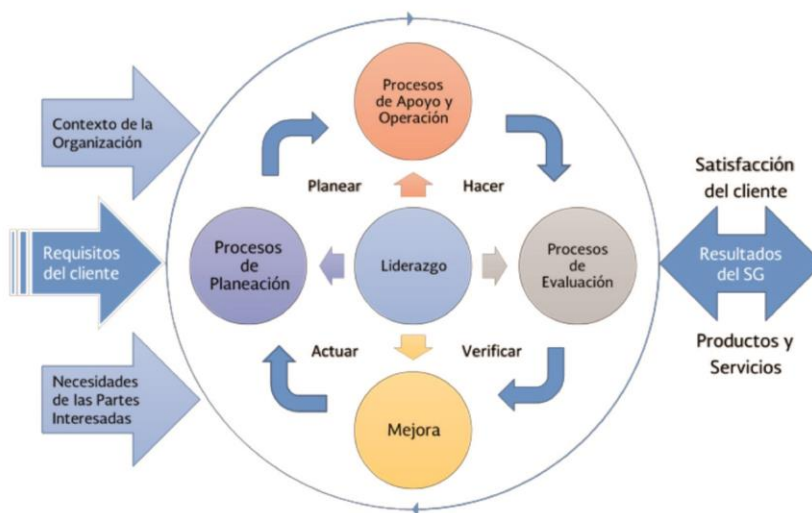 Contexto de la
Organización
Requisitos
del cliente
Necesidades
de las Partes
Interesadas
Procesos
de Apoyo y
Operación
Planear
Hacer
Procesos
de
Planeación
Liderazgo
Procesos
de
Evaluación
Actuar
Verificar
Mejora
Satisfacción
del cliente
Resultados
del SG
Productos y
Servicios